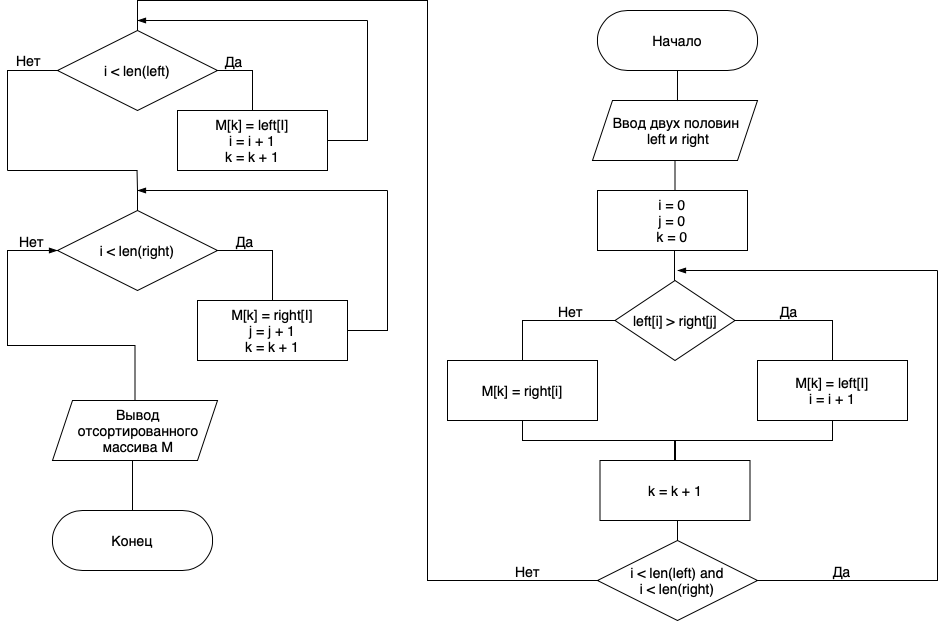 Начало
Ввод двух половин
left и right
i = 0
j = 0
k = 0
left[i] > right[j]
Нет
Да
M[k] = right[i]
M[k] = left[I]
i = i + 1
k = k + 1
i < len(left) and
i < len(right)
Нет
Да
i < len(left)
Нет
Да
M[k] = left[I]
i = i + 1
k = k + 1
i < len(right)
Нет
Да
M[k] = right[I]
j = j + 1
k = k + 1
Вывод
отсортированного
массива M
Конец